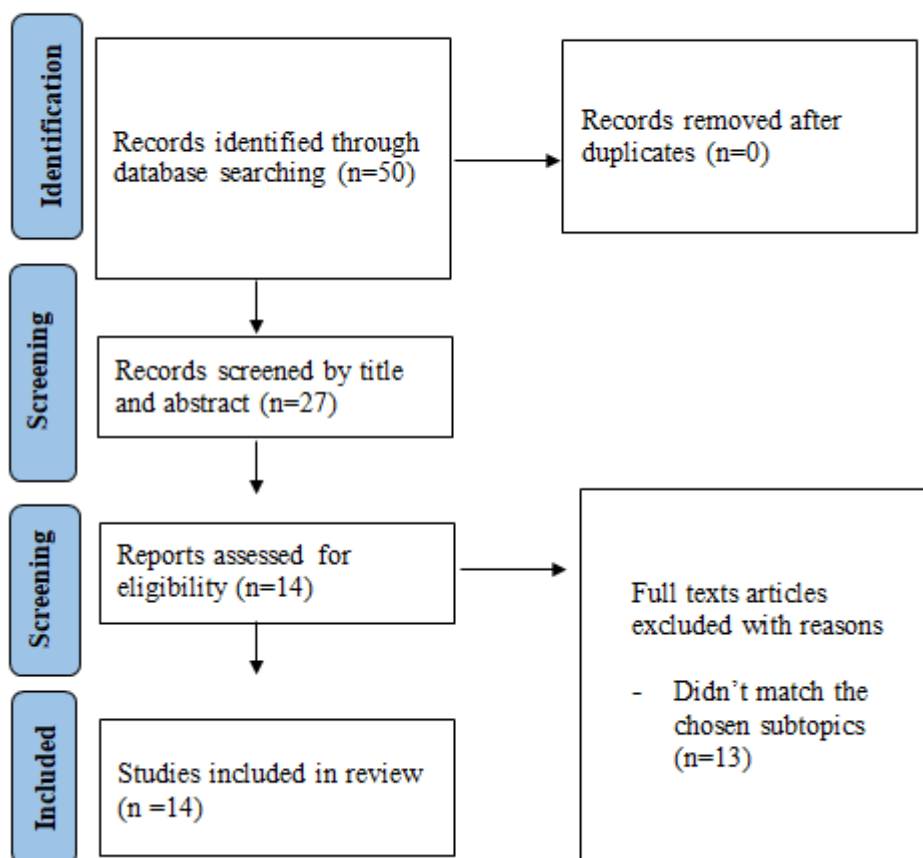 Identification
Records identified through
database searching (n=50)
Records removed after
duplicates (n=0)
Screening
Records screened by title
and abstract (n=27)
Screening
Reports assessed for
eligibility (n=14)
Full texts articles
excluded with reasons
- Didn’t match the
chosen subtopics
(n=13)
Included
Studies included in review
(n =14)